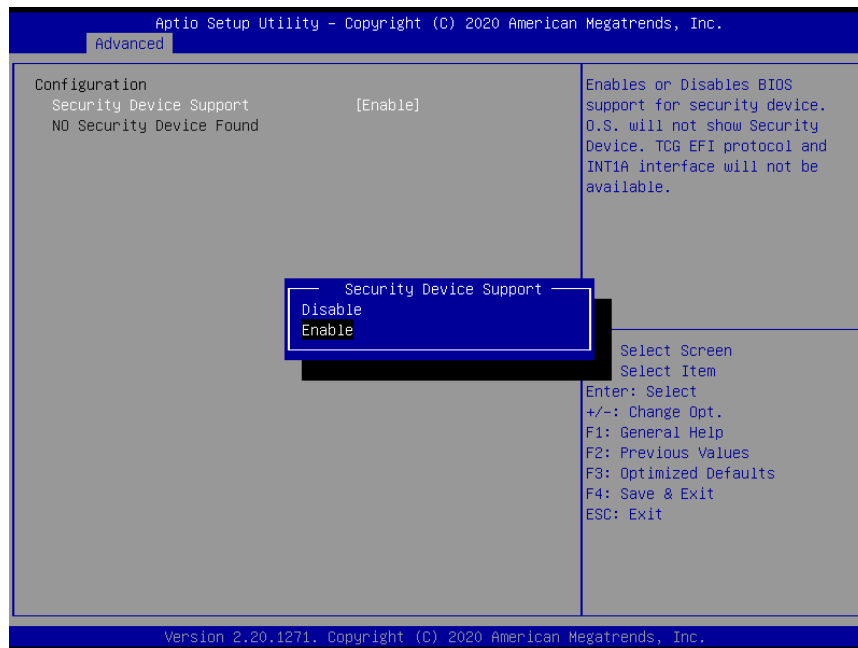 Aptio Setup Utility – Copyright (C) 2020 American Megatrends, Inc.
Advanced
Configuration
Security Device Support [Enable]
NO Security Device Found
Enables or Disables BIOS
support for security device.
O.S. will not show Security
Device. TCG EFI protocol and
INT1A interface will not be
available.
Security Device Support
Disable
Enable
Select Screen
Select Item
Enter: Select
+/-: Change Opt.
F1: General Help
F2: Previous Values
F3: Optimized Defaults
F4: Save & Exit
ESC: Exit
Version 2.20.1271. Copyright (C) 2020 American Megatrends, Inc.